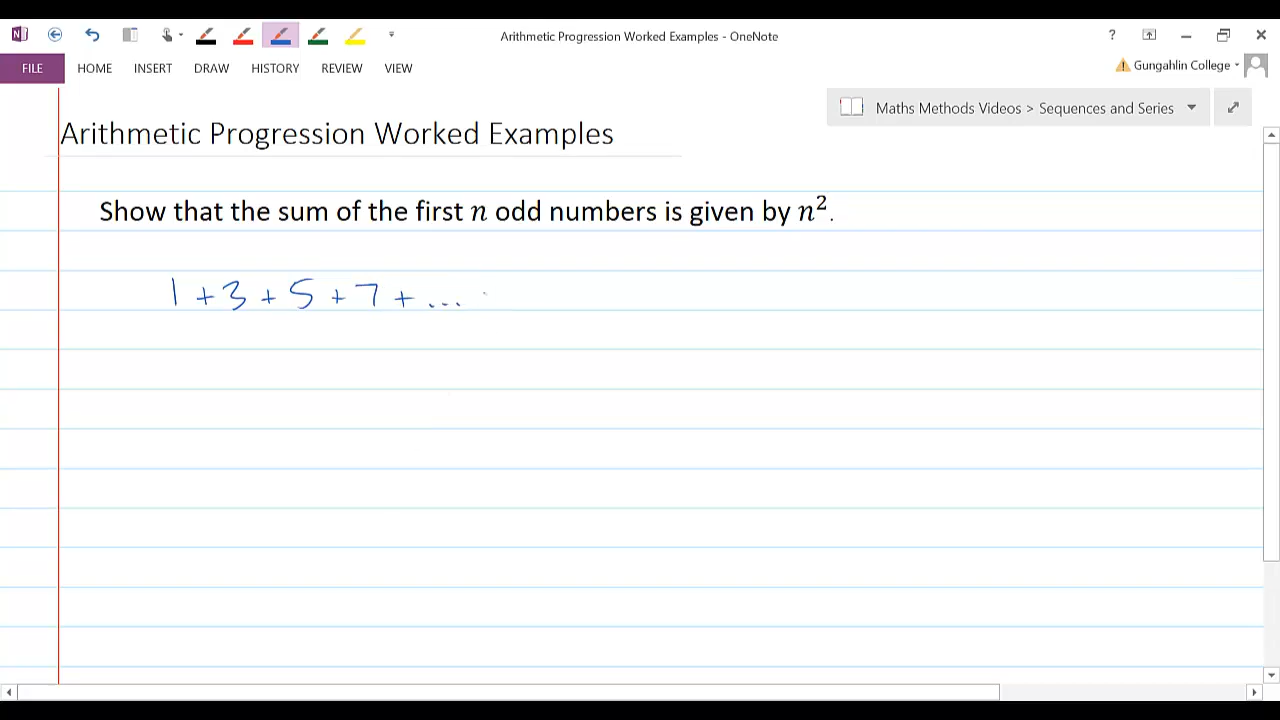 Arithmetic Progression Worked Examples - OneNote
?
FILE HOME INSERT DRAW HISTORY REVIEW VIEW
Gungahlin College
Maths Methods Videos > Sequences and Series
Arithmetic Progression Worked Examples
Show that the sum of the first n odd numbers is given by n².
1 + 3 + 5 + 7 + ...